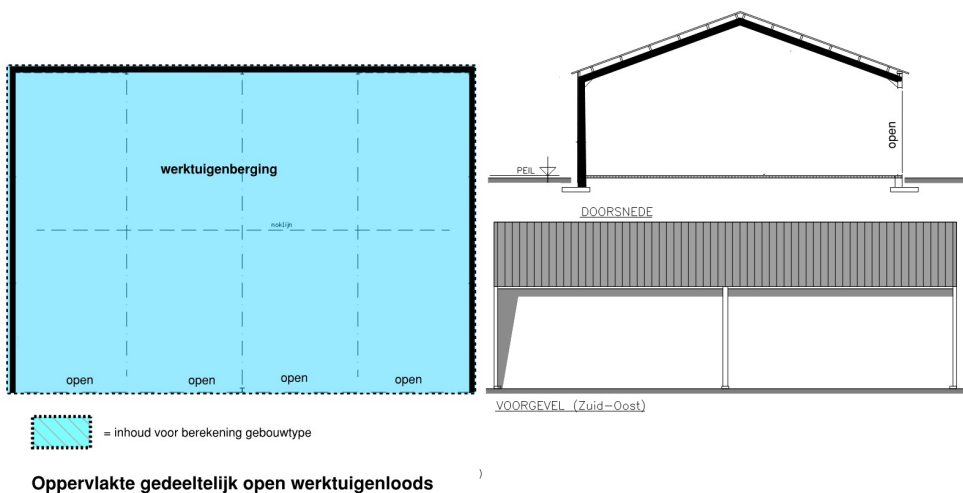 werktuigenberging
noklijn
open open open open
= inhoud voor berekening gebouwtype
Oppervlakte gedeeltelijk open werktuigenloods
open
PEIL
DOORSNEDE
VOORGEVEL (Zuid-Oost)
)